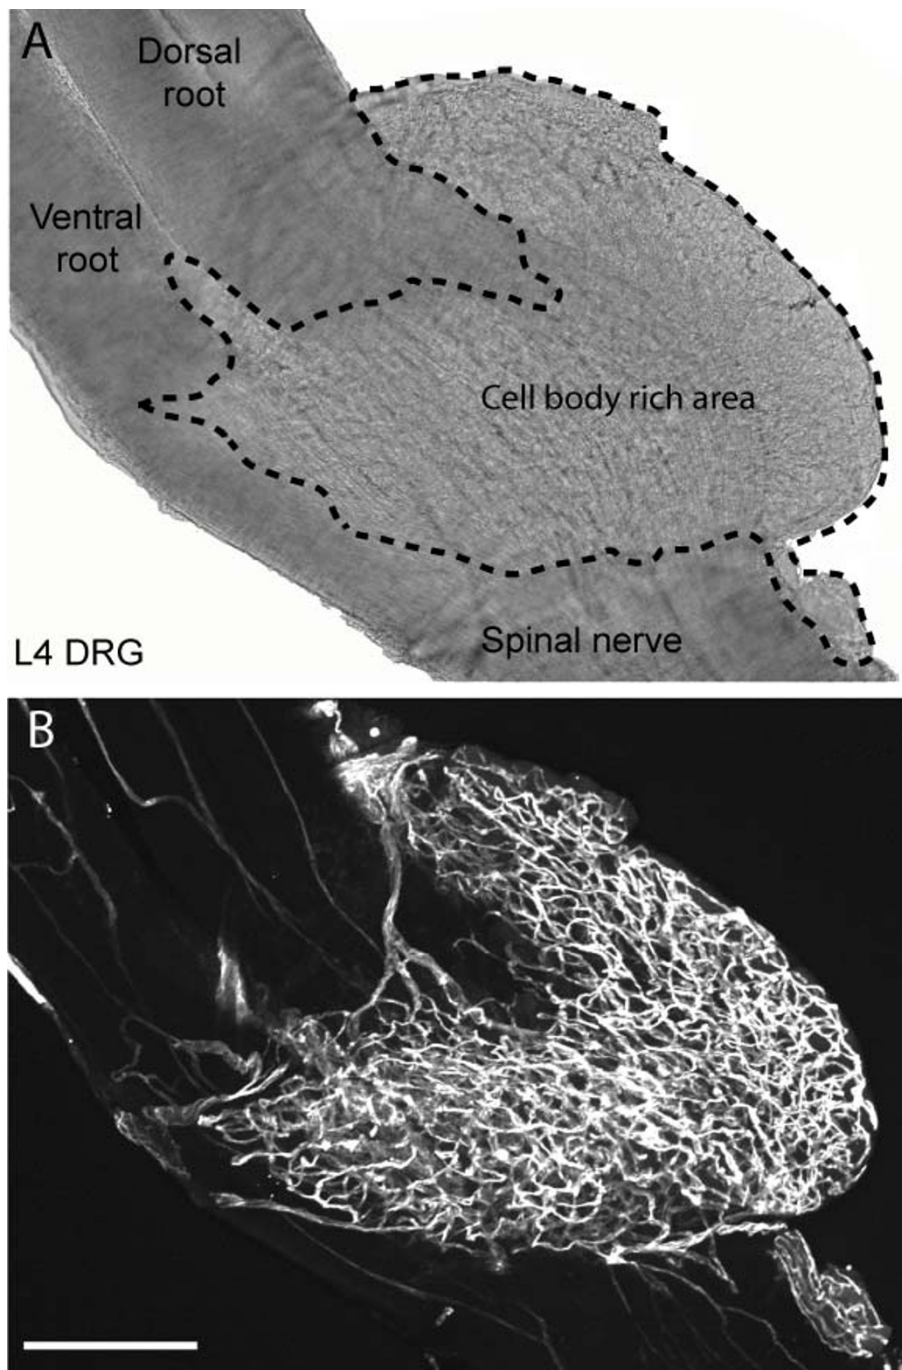 A
Dorsal
root
Ventral
root
Cell body rich area
Spinal nerve
L4 DRG
B